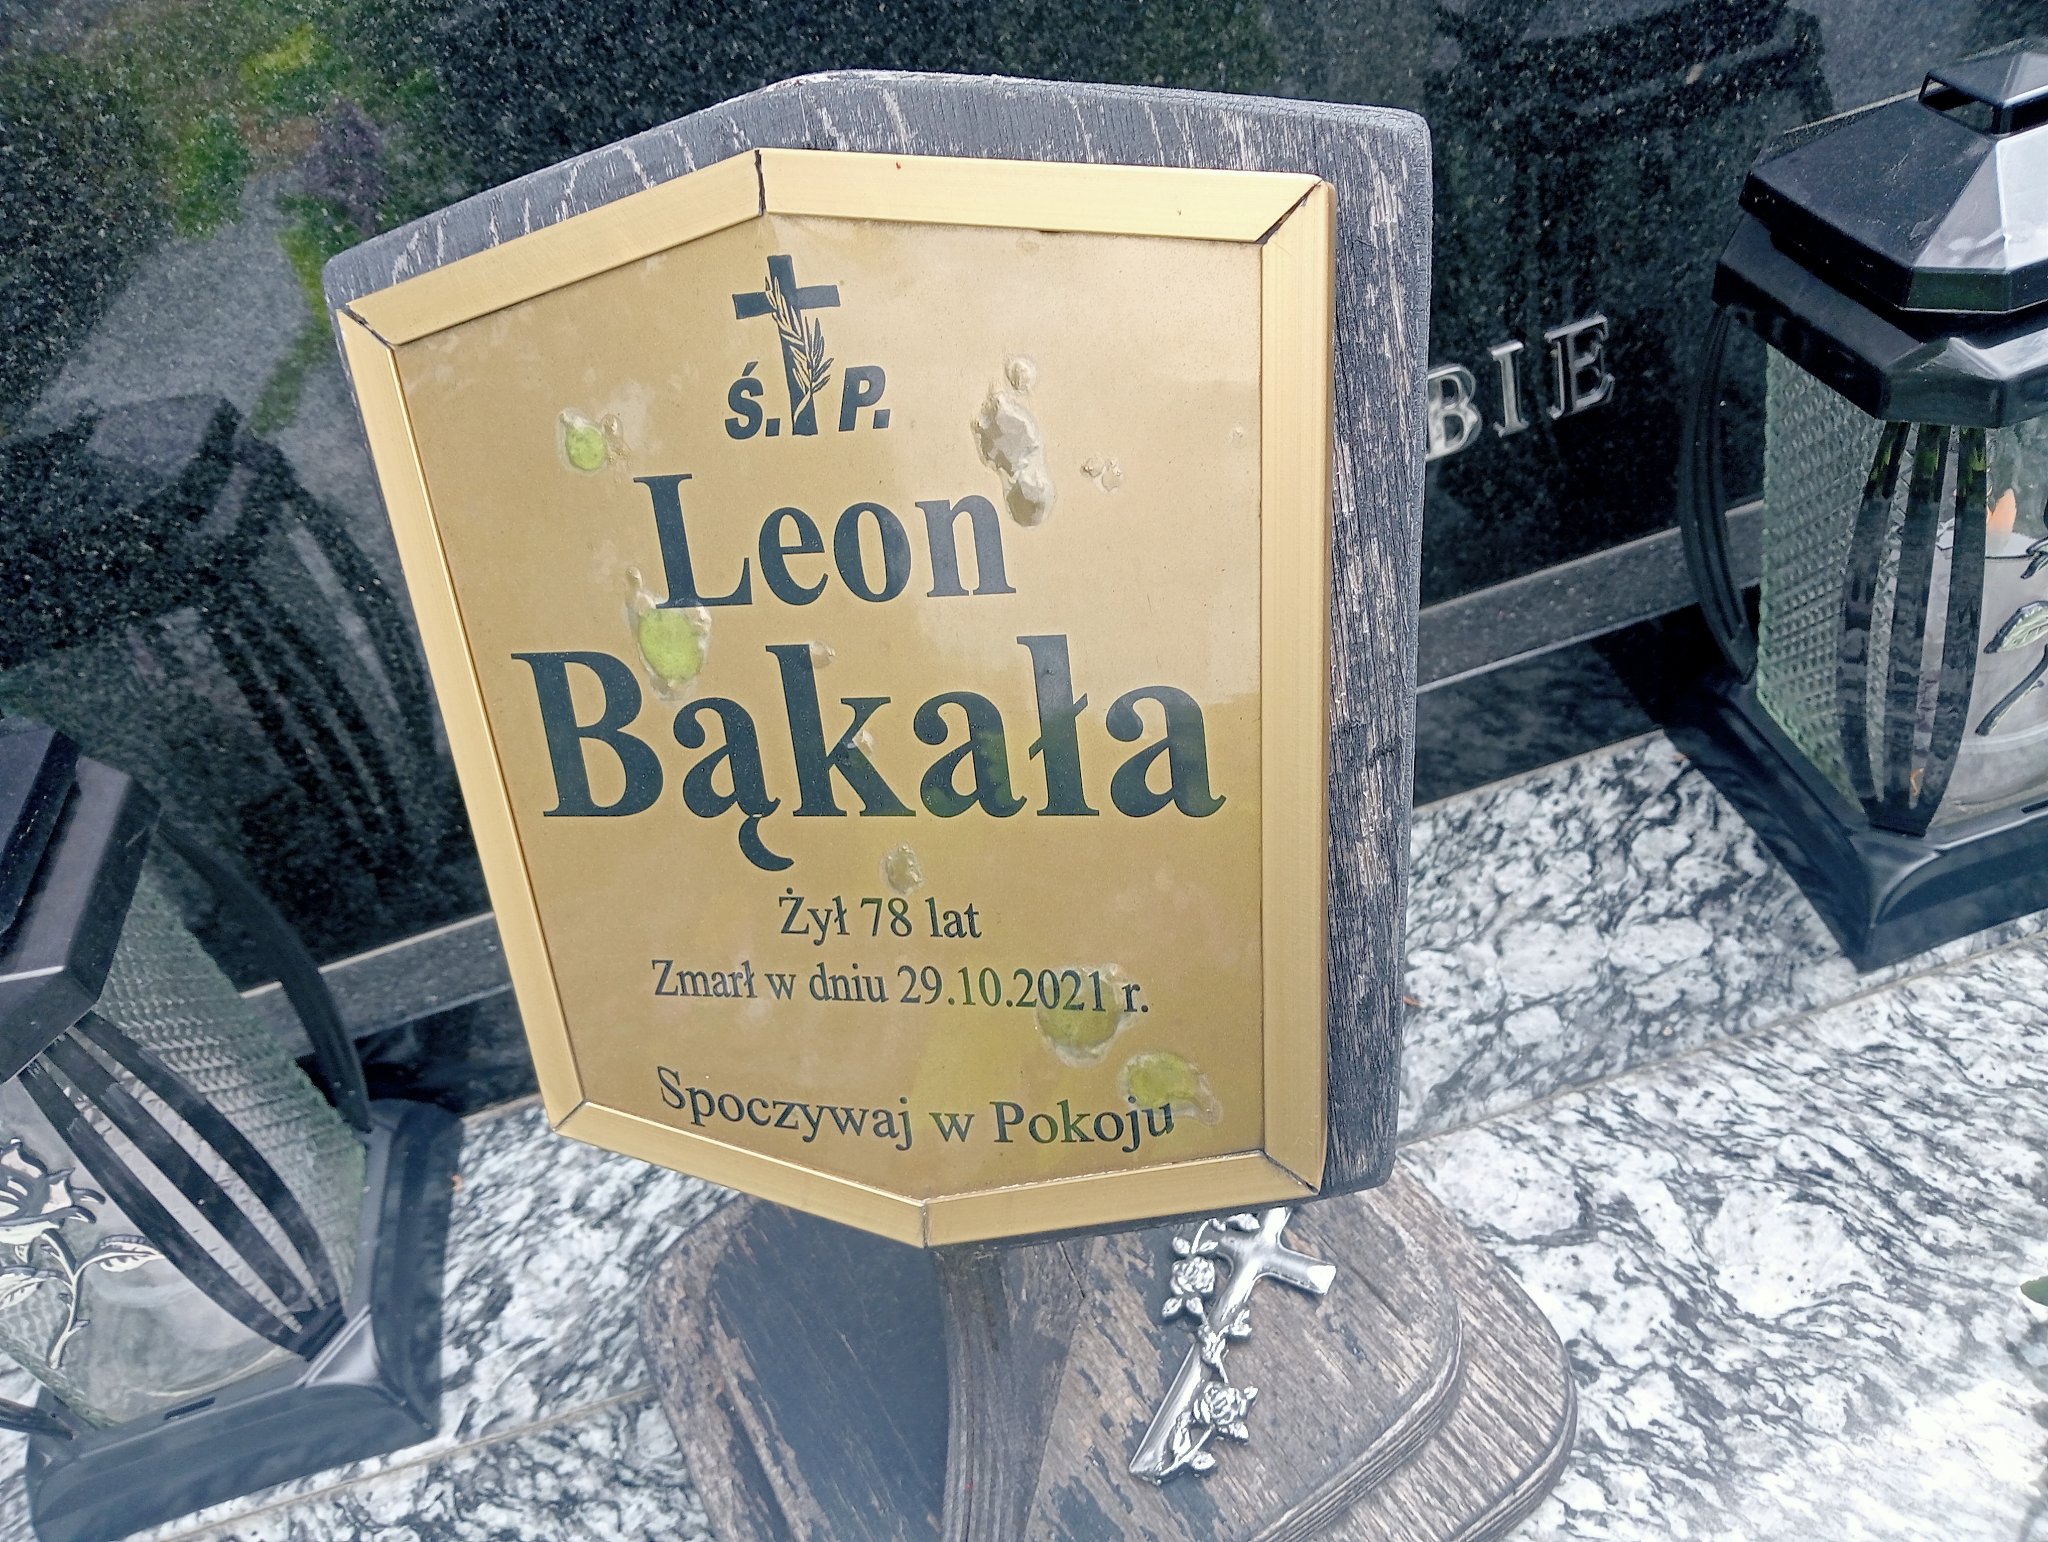 Ś. P.
Leon
Bąkała
Żył 78 lat
Zmarł w dniu 29.10.2021 r.
Spoczywaj w Pokoju